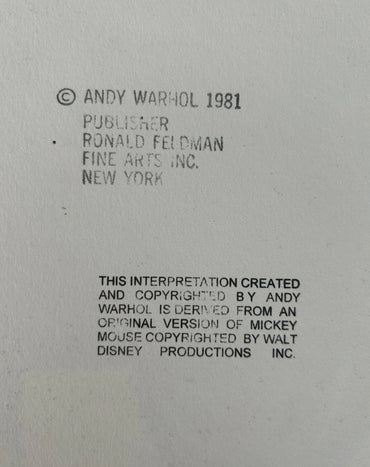 © ANDY WARHOL 1981
PUBLISHER
RONALD FELDMAN
FINE ARTS INC.
NEW YORK
THIS INTERPRETATION CREATED
AND COPYRIGHTED BY ANDY
WARHOL IS DERIVED FROM AN
ORIGINAL VERSION OF MICKEY
MOUSE COPYRIGHTED BY WALT
DISNEY PRODUCTIONS INC.